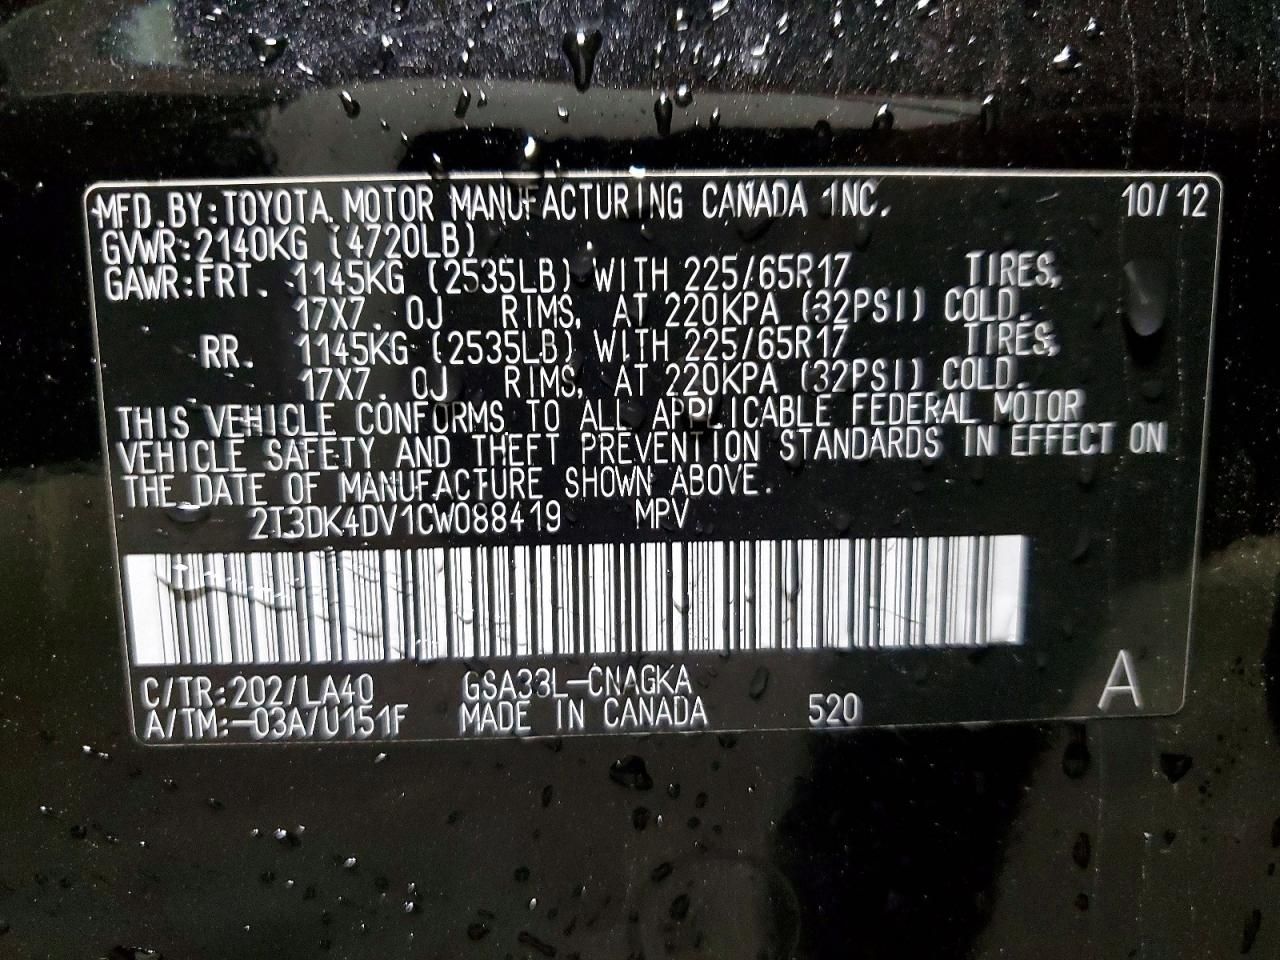 MFD.BY:TOYOTA MOTOR MANUFACTURING CANADA INC. 10/12
GVWR:2140KG (4720LB)
GAWR:FRT. 1145KG (2535LB) WITH 225/65R17 TIRES,
17X7.0J RIMS, AT 220KPA (32PSI) COLD.
RR. 1145KG (2535LB) WITH 225/65R17 TIRES,
17X7.0J RIMS, AT 220KPA (32PSI) COLD.
THIS VEHICLE CONFORMS TO ALL APPLICABLE FEDERAL MOTOR
VEHICLE SAFETY AND THEFT PREVENTION STANDARDS IN EFFECT ON
THE DATE OF MANUFACTURE SHOWN ABOVE.
2T3DK4DV1CW088419 MPV
C/TR:202/LA40 GSA33L-CNAGKA A
A/TM:-03A/U151F MADE IN CANADA 520